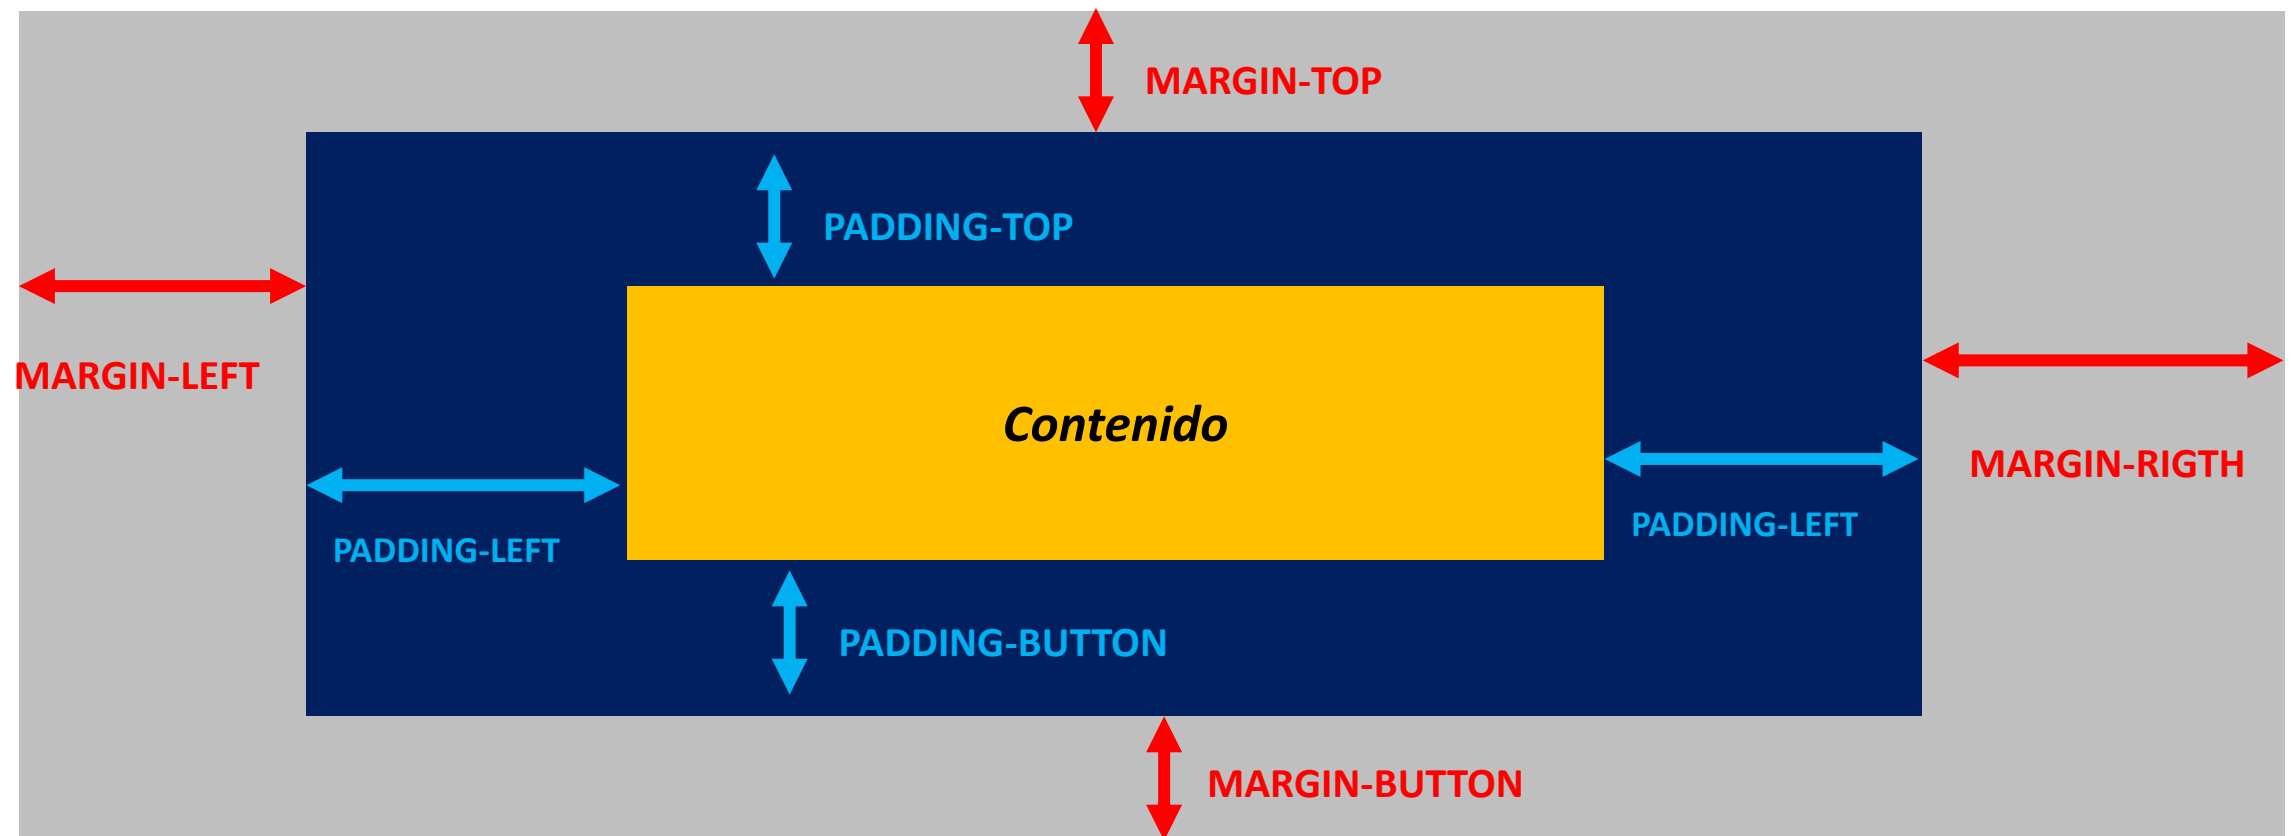 MARGIN-TOP
PADDING-TOP
MARGIN-LEFT
Contenido
MARGIN-RIGTH
PADDING-LEFT
PADDING-LEFT
PADDING-BUTTON
MARGIN-BUTTON